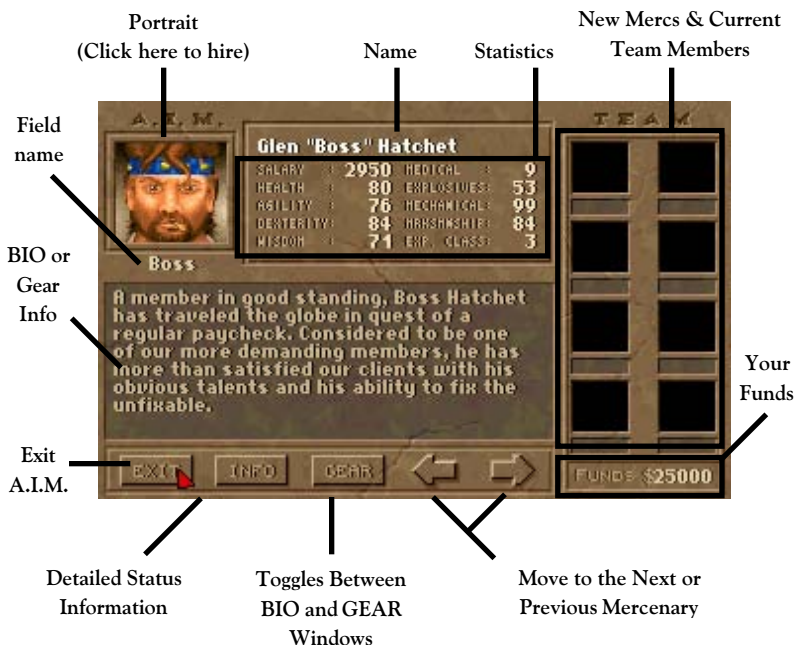 Portrait
(Click here to hire)
Name
Statistics
New Mercs & Current
Team Members
Field
name
A.I.M.
TEAM
Glen "Boss" Hatchet
SALARY : 2950 MEDICAL : 9
HEALTH : 80 EXPLOSIVES: 53
AGILITY : 76 MECHANICAL: 99
DEXTERITY: 84 MRKSMNSHIP: 84
WISDOM : 71 EXP. CLASS: 3
Boss
BIO or
Gear
Info
A member in good standing, Boss Hatchet
has traveled the globe in quest of a
regular paycheck. Considered to be one
of our more demanding members, he has
more than satisfied our clients with his
obvious talents and his ability to fix the
unfixable.
Your
Funds
Exit
A.I.M.
EXIT
INFO
GEAR
FUNDS $25000
Detailed Status
Information
Toggles Between
BIO and GEAR
Windows
Move to the Next or
Previous Mercenary